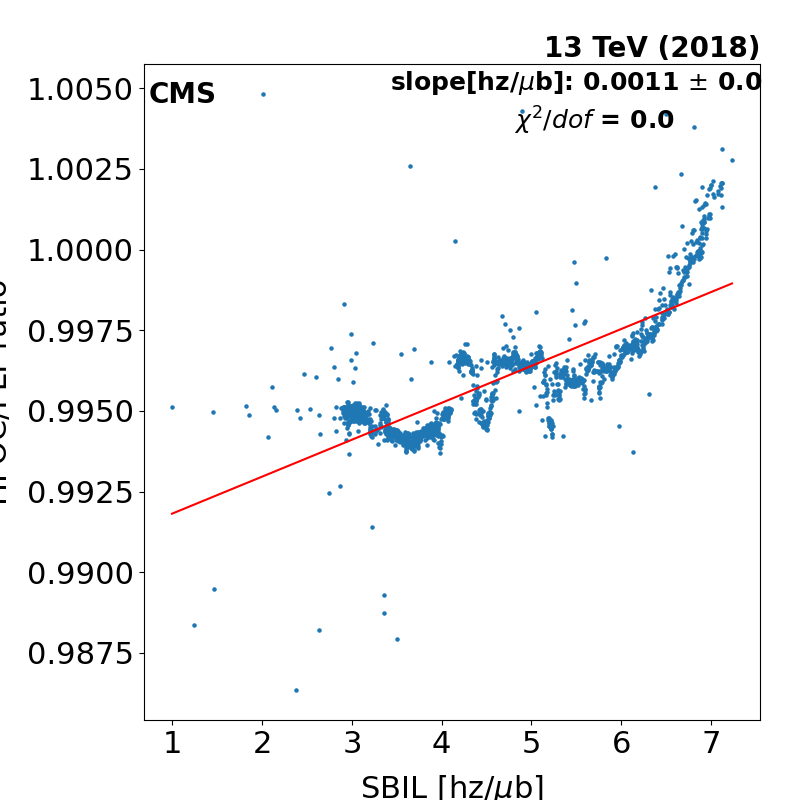 13 TeV (2018)
CMS
slope[hz/μb]: 0.0011 ± 0.0
χ²/dof = 0.0
1.0050
1.0025
1.0000
0.9975
0.9950
0.9925
0.9900
0.9875
1 2 3 4 5 6 7
SBIL [hz/μb]